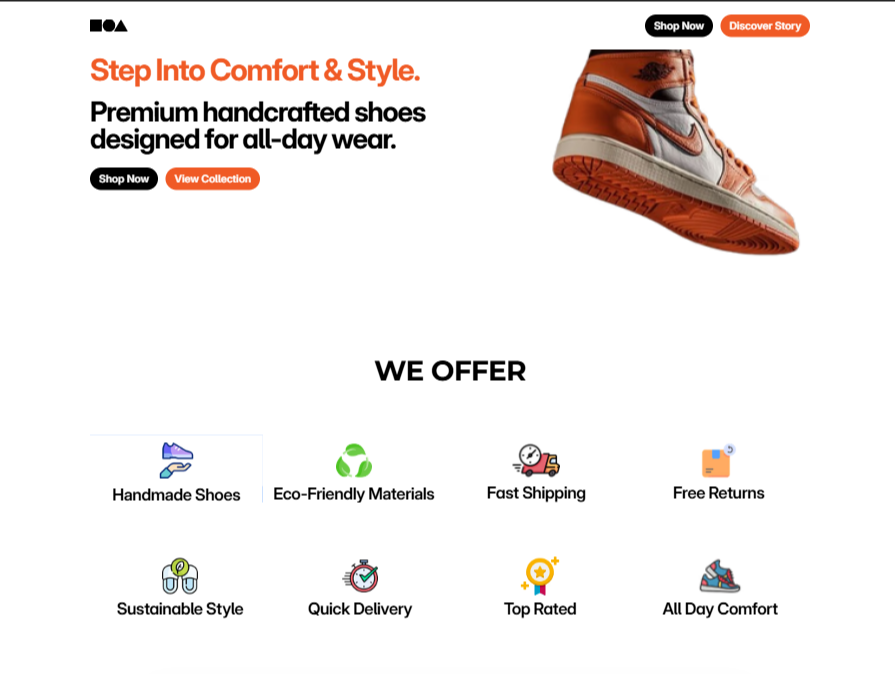 Shop Now
Discover Story
Step Into Comfort & Style.
Premium handcrafted shoes
designed for all-day wear.
Shop Now
View Collection
WE OFFER
Handmade Shoes
Eco-Friendly Materials
Fast Shipping
Free Returns
Sustainable Style
Quick Delivery
Top Rated
All Day Comfort